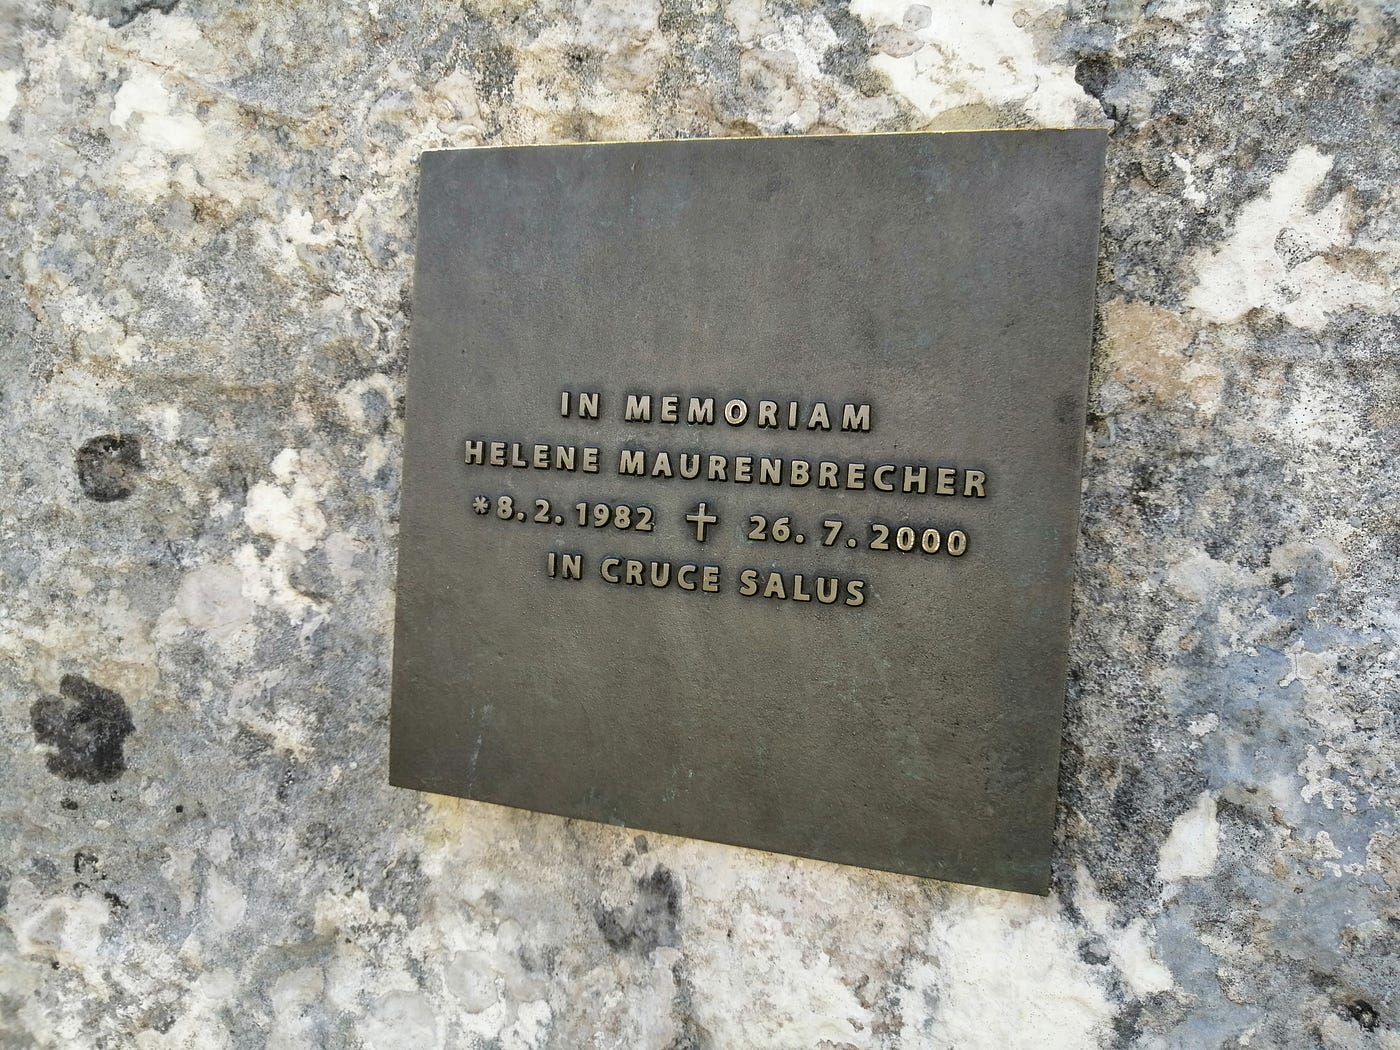 IN MEMORIAM
HELENE MAURENBRECHER
*8.2.1982 ✝ 26.7.2000
IN CRUCE SALUS